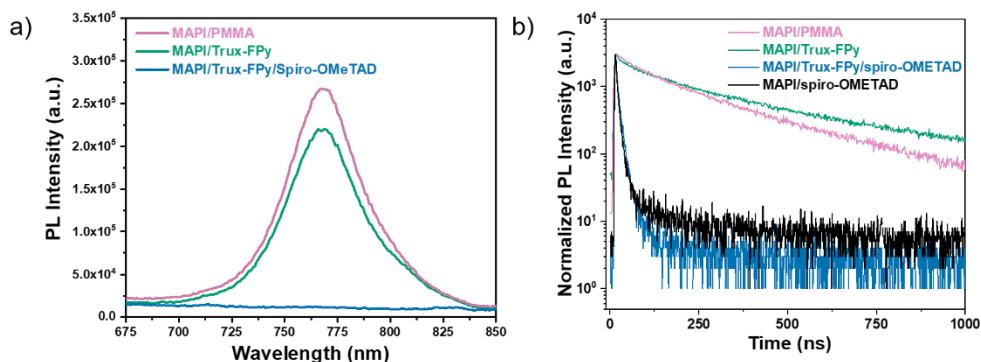 a)
PL Intensity (a.u.)
3.5x10⁵
3.0x10⁵
2.5x10⁵
2.0x10⁵
1.5x10⁵
1.0x10⁵
5.0x10⁴
0.0
MAPI/PMMA
MAPI/Trux-FPy
MAPI/Trux-FPy/Spiro-OMeTAD
675 700 725 750 775 800 825 850
Wavelength (nm)
b)
Normalized PL Intensity (a.u.)
10⁴
10³
10²
10¹
10⁰
MAPI/PMMA
MAPI/Trux-FPy
MAPI/Trux-FPy/spiro-OMETAD
MAPI/spiro-OMETAD
0 250 500 750 1000
Time (ns)